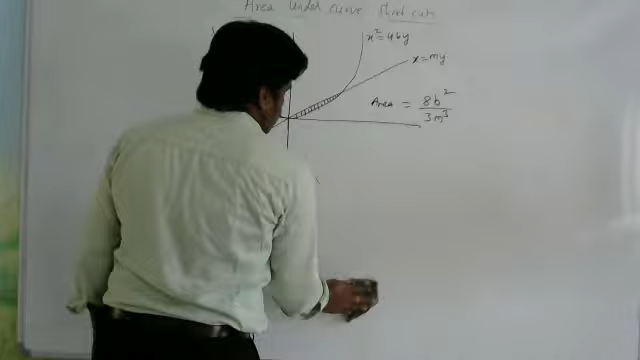 Area Under curve Short cuts
x² = 4by
x = my
Area = 8b² / 3m³